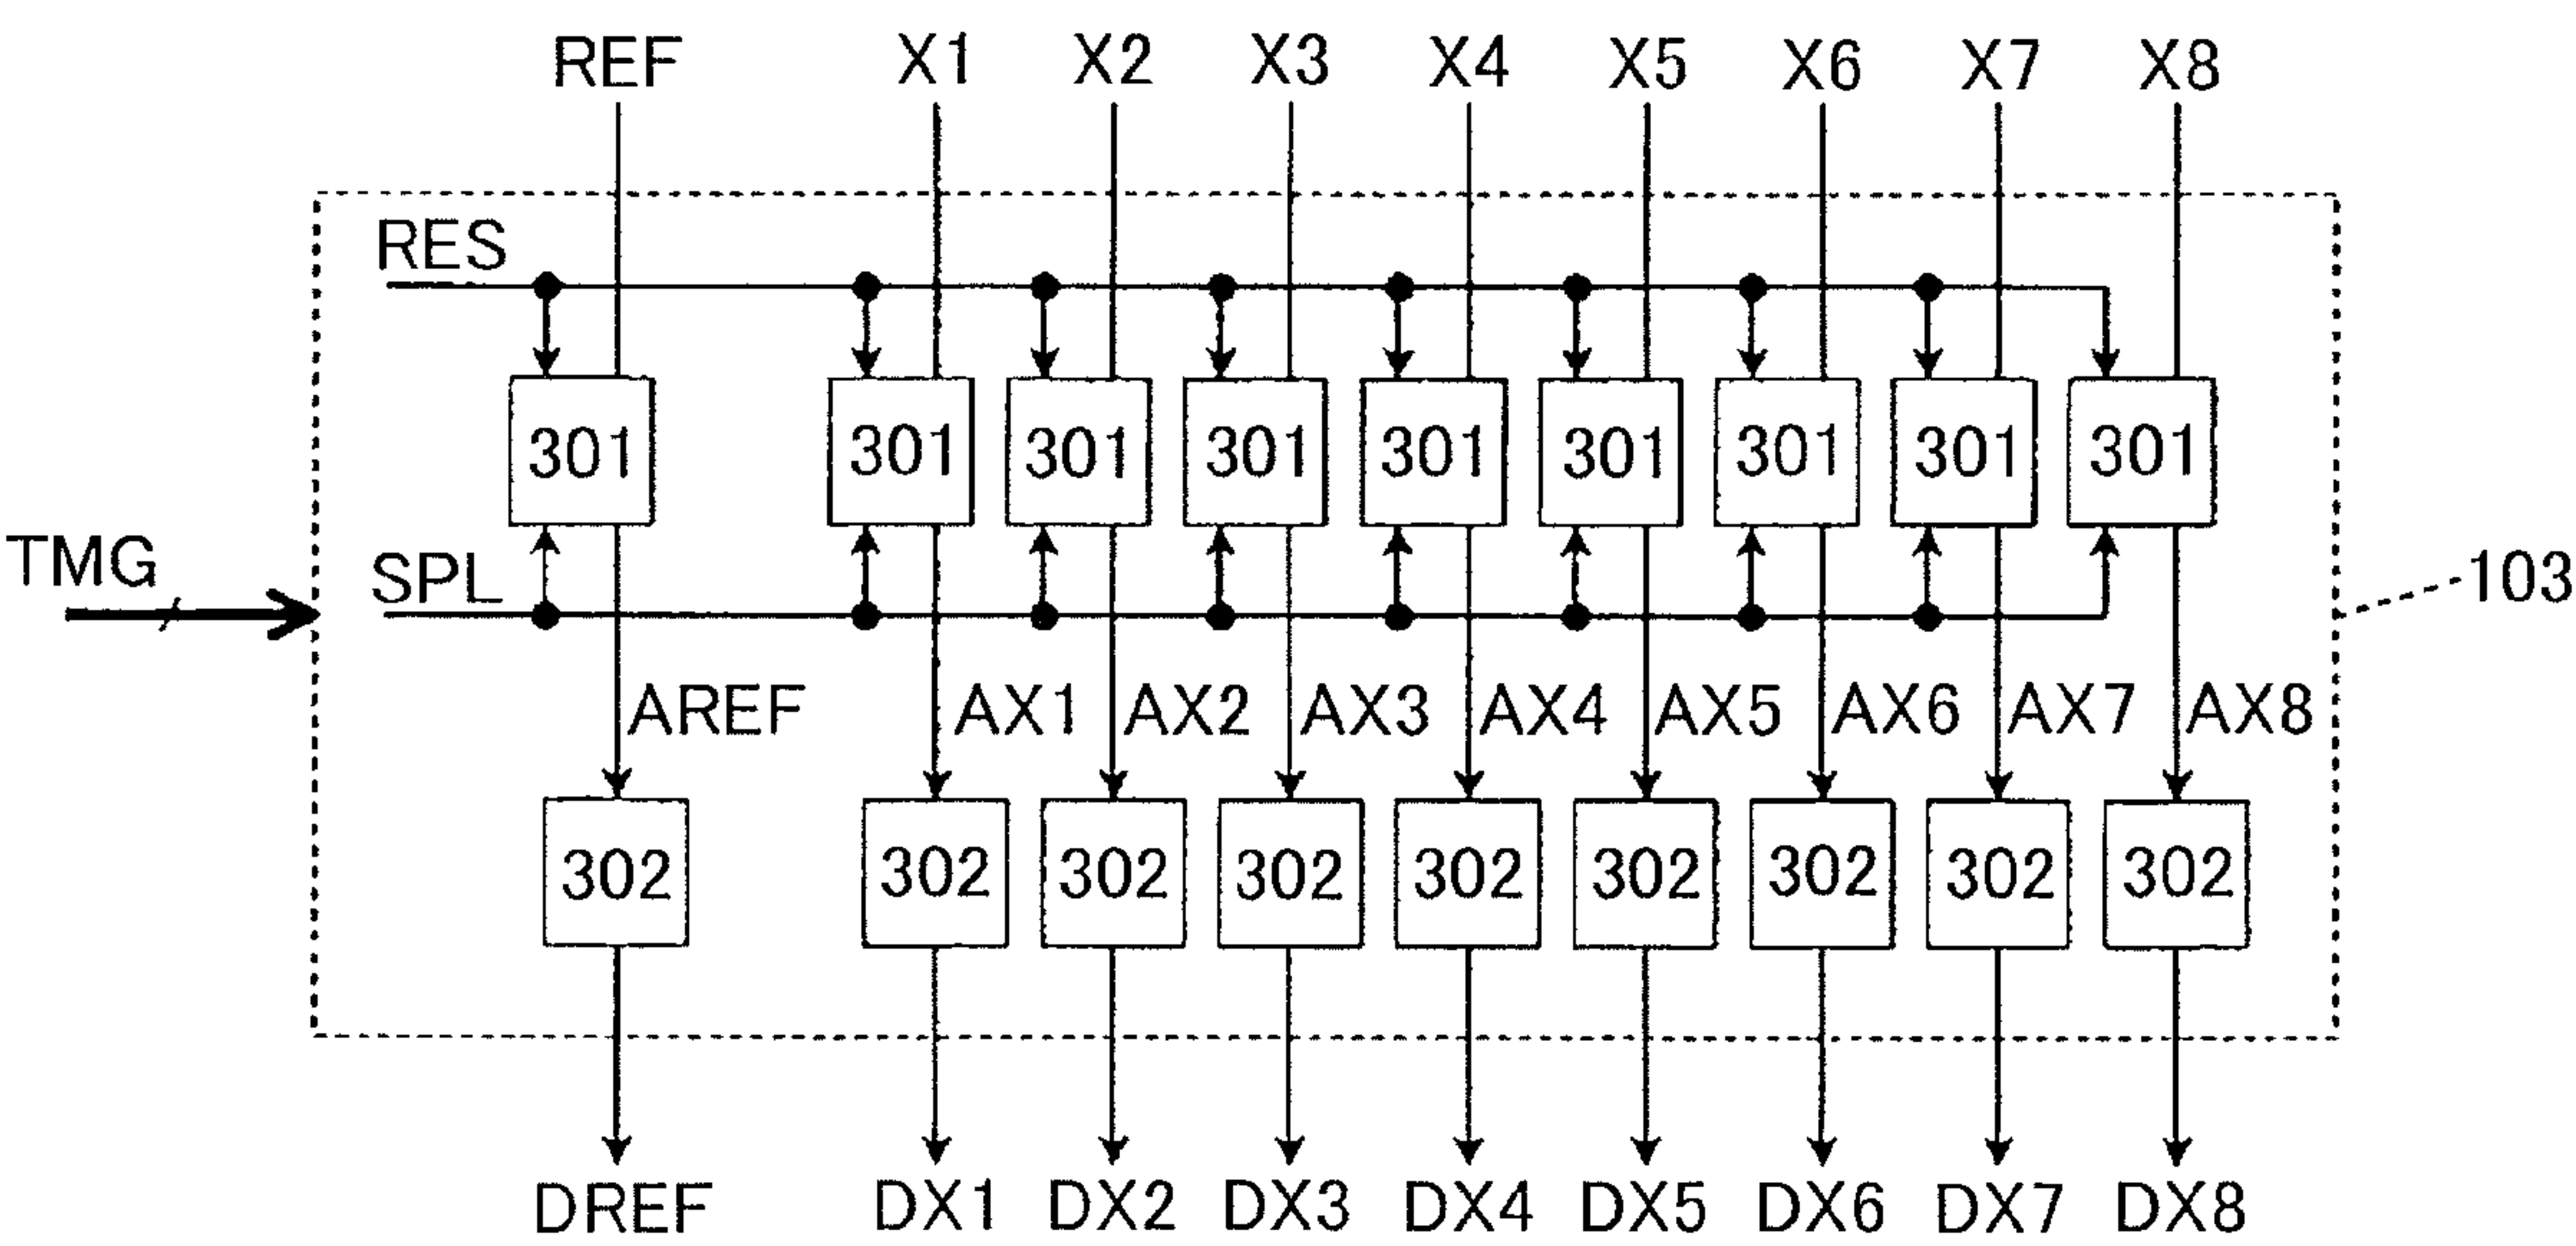 REF X1 X2 X3 X4 X5 X6 X7 X8
RES
301 301 301 301 301 301 301 301 301
TMG
SPL
103
AREF AX1 AX2 AX3 AX4 AX5 AX6 AX7 AX8
302 302 302 302 302 302 302 302 302
DREF DX1 DX2 DX3 DX4 DX5 DX6 DX7 DX8